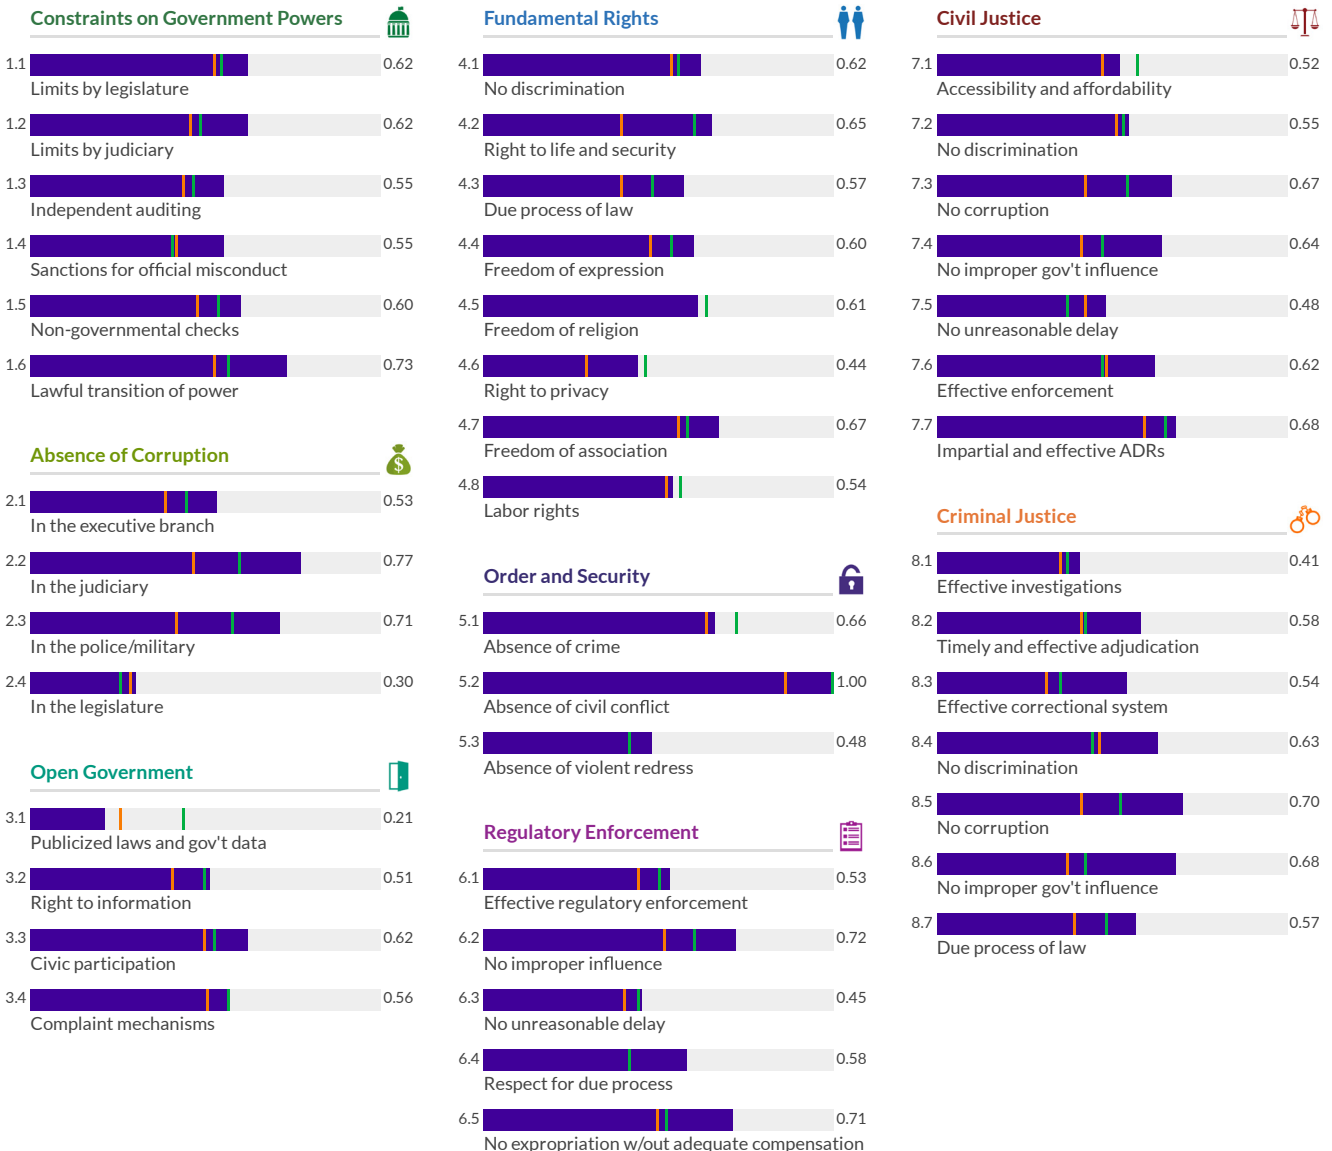 Constraints on Government Powers
1.1 0.62
Limits by legislature
1.2 0.62
Limits by judiciary
1.3 0.55
Independent auditing
1.4 0.55
Sanctions for official misconduct
1.5 0.60
Non-governmental checks
1.6 0.73
Lawful transition of power
Absence of Corruption
$
2.1 0.53
In the executive branch
2.2 0.77
In the judiciary
2.3 0.71
In the police/military
2.4 0.30
In the legislature
Open Government
3.1 0.21
Publicized laws and gov't data
3.2 0.51
Right to information
3.3 0.62
Civic participation
3.4 0.56
Complaint mechanisms
Fundamental Rights
4.1 0.62
No discrimination
4.2 0.65
Right to life and security
4.3 0.57
Due process of law
4.4 0.60
Freedom of expression
4.5 0.61
Freedom of religion
4.6 0.44
Right to privacy
4.7 0.67
Freedom of association
4.8 0.54
Labor rights
Order and Security
5.1 0.66
Absence of crime
5.2 1.00
Absence of civil conflict
5.3 0.48
Absence of violent redress
Regulatory Enforcement
6.1 0.53
Effective regulatory enforcement
6.2 0.72
No improper influence
6.3 0.45
No unreasonable delay
6.4 0.58
Respect for due process
6.5 0.71
No expropriation w/out adequate compensation
Civil Justice
7.1 0.52
Accessibility and affordability
7.2 0.55
No discrimination
7.3 0.67
No corruption
7.4 0.64
No improper gov't influence
7.5 0.48
No unreasonable delay
7.6 0.62
Effective enforcement
7.7 0.68
Impartial and effective ADRs
Criminal Justice
8.1 0.41
Effective investigations
8.2 0.58
Timely and effective adjudication
8.3 0.54
Effective correctional system
8.4 0.63
No discrimination
8.5 0.70
No corruption
8.6 0.68
No improper gov't influence
8.7 0.57
Due process of law